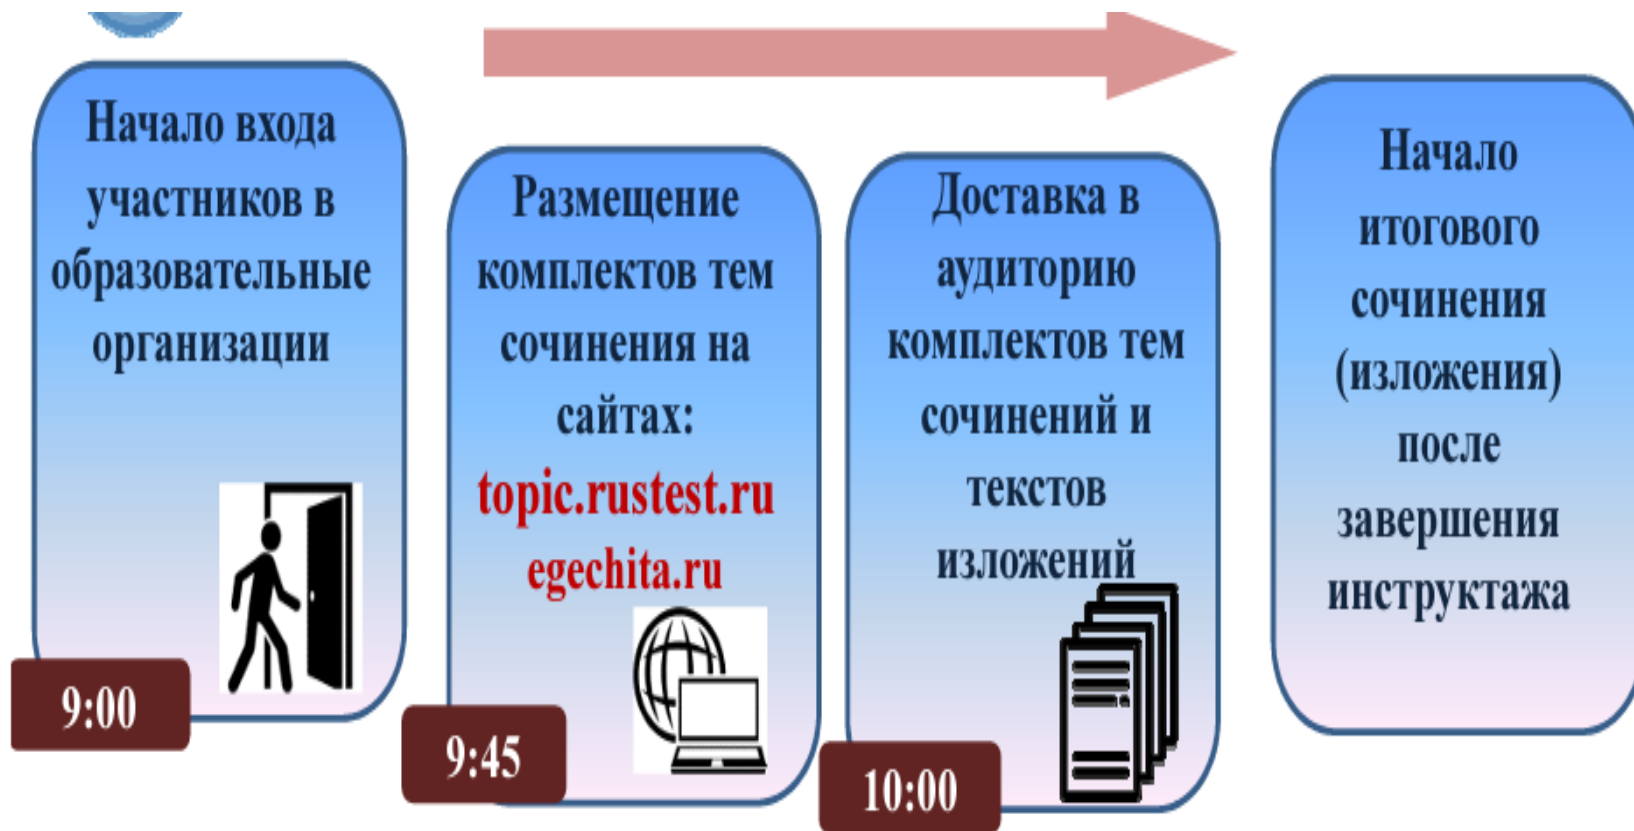 Начало входа
участников в
образовательные
организации
9:00
Размещение
комплектов тем
сочинения на
сайтах:
topic.rustest.ru
egechita.ru
9:45
Доставка в
аудиторию
комплектов тем
сочинений и
текстов
изложений
10:00
Начало
итогового
сочинения
(изложения)
после
завершения
инструктажа